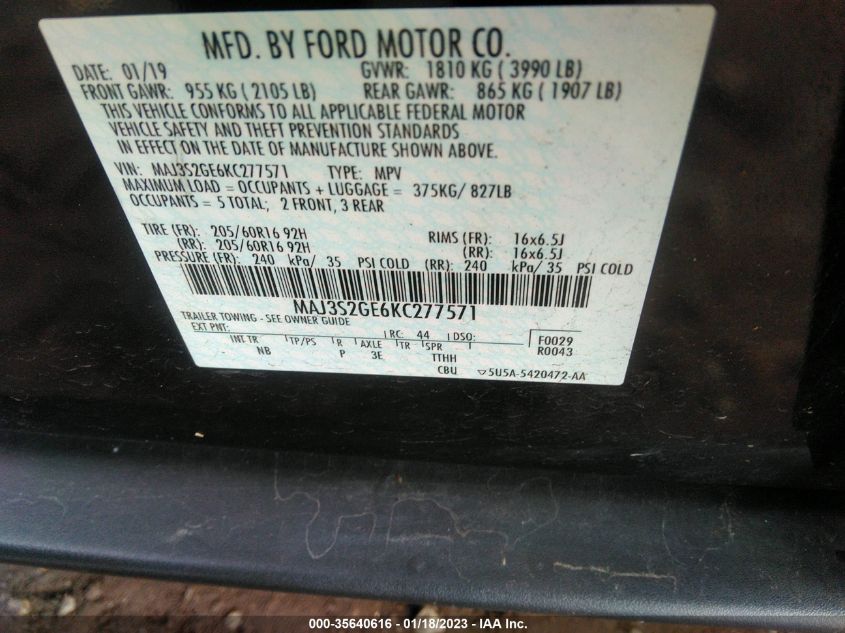 MFD. BY FORD MOTOR CO.
DATE: 01/19 GVWR: 1810 KG ( 3990 LB)
FRONT GAWR: 955 KG ( 2105 LB) REAR GAWR: 865 KG ( 1907 LB)
THIS VEHICLE CONFORMS TO ALL APPLICABLE FEDERAL MOTOR
VEHICLE SAFETY AND THEFT PREVENTION STANDARDS
IN EFFECT ON THE DATE OF MANUFACTURE SHOWN ABOVE.
VIN: MAJ3S2GE6KC277571 TYPE: MPV
MAXIMUM LOAD = OCCUPANTS + LUGGAGE = 375KG/ 827LB
OCCUPANTS = 5 TOTAL; 2 FRONT, 3 REAR
TIRE (FR): 205/60R16 92H RIMS (FR): 16x6.5J
(RR): 205/60R16 92H (RR): 16x6.5J
PRESSURE (FR): 240 kPa/ 35 PSI COLD (RR): 240 kPa/ 35 PSI COLD
MAJ3S2GE6KC277571
TRAILER TOWING - SEE OWNER GUIDE
EXT PNT: RC: 44 DSO: F0029
INT TR TP/PS R AXLE TR SPR R0043
NB P 3E TTHH
CBU 5U5A-5420472-AA
000-35640616 - 01/18/2023 - IAA Inc.